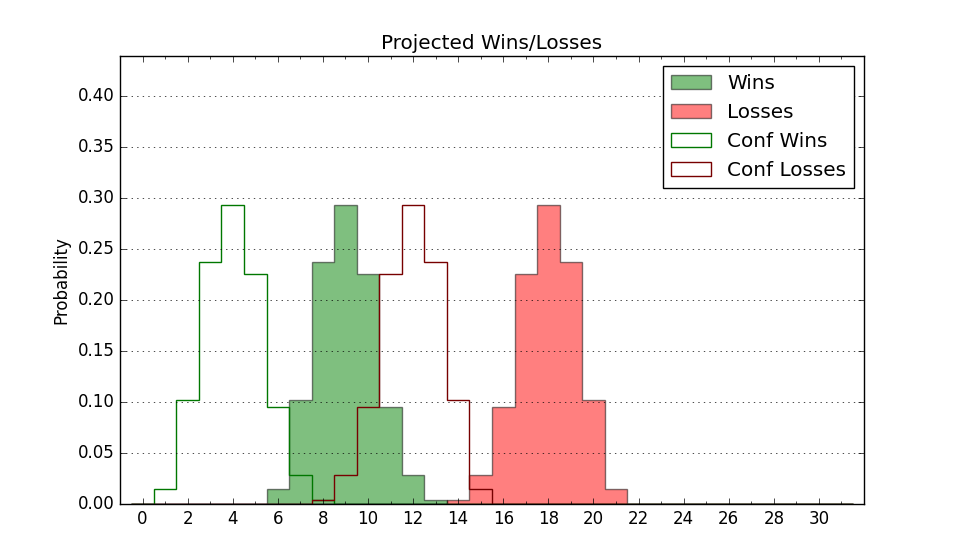 Projected Wins/Losses
Wins
Losses
Conf Wins
Conf Losses
Probability
0.40
0.35
0.30
0.25
0.20
0.15
0.10
0.05
0.00
0 2 4 6 8 10 12 14 16 18 20 22 24 26 28 30